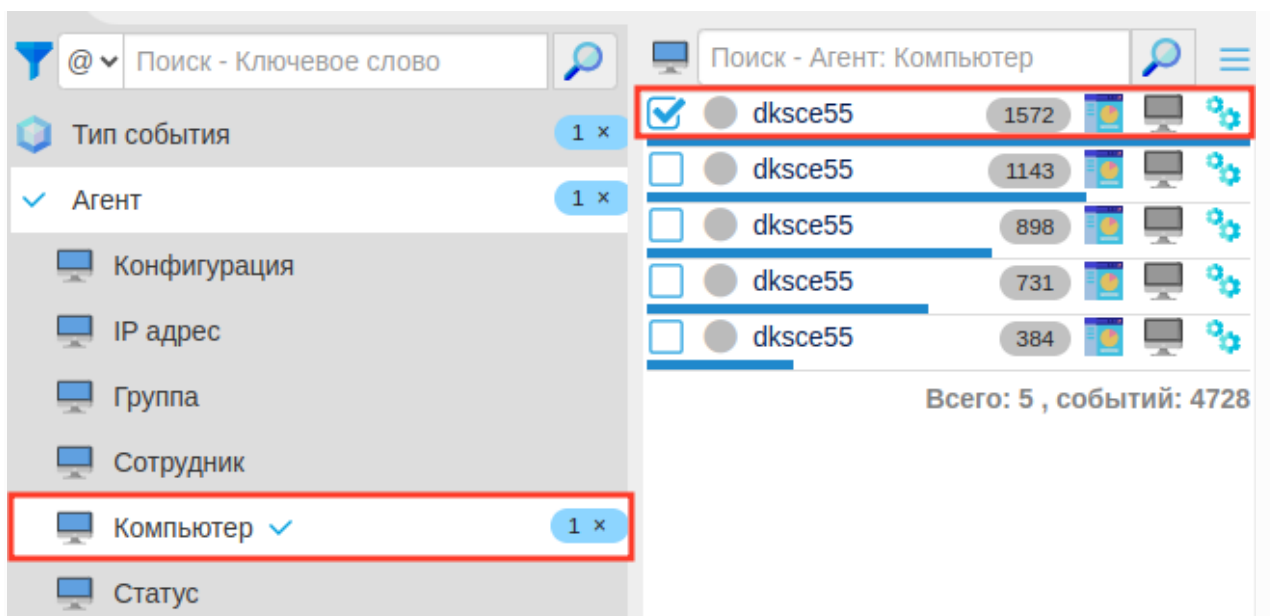 @ Поиск - Ключевое слово
Тип события 1 ×
Агент 1 ×
Конфигурация
IP адрес
Группа
Сотрудник
Компьютер 1 ×
Статус
Поиск - Агент: Компьютер
dksce55 1572
dksce55 1143
dksce55 898
dksce55 731
dksce55 384
Всего: 5 , событий: 4728